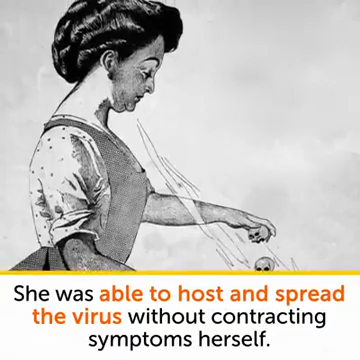 She was able to host and spread
the virus without contracting
symptoms herself.